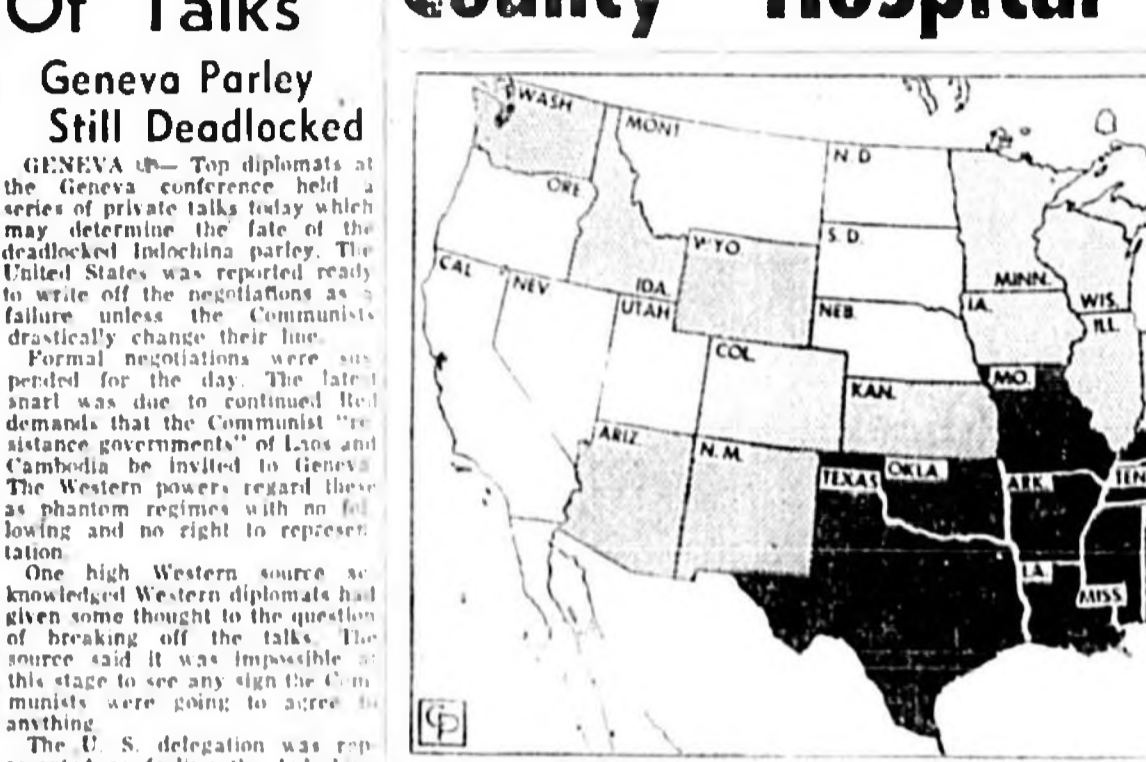 Of Talks
County Hospital
Geneva Parley
Still Deadlocked
GENEVA UP— Top diplomats at
the Geneva conference held a
series of private talks today which
may determine the fate of the
deadlocked Indochina parley. The
United States was reported ready
to write off the negotiations as a
failure unless the Communists
drastically change their line.
Formal negotiations were sus
pended for the day. The latest
snarl was due to continued Red
demands that the Communist "re
sistance governments" of Laos and
Cambodia be invited to Geneva
The Western powers regard these
as phantom regimes with no fol
lowing and no right to represen
tation
One high Western source ac
knowledged Western diplomats had
given some thought to the question
of breaking off the talks. The
source said it was impossible at
this stage to see any sign the Com
munists were going to agree to
anything
The U. S. delegation was rep
WASH
MONT
N. D
ORE
S. D.
WYO
CAL
NEV
IDA.
MINN.
UTAH
NEB.
IA.
WIS.
ILL.
COL.
KAN.
MO.
ARIZ.
N. M.
TEXAS
OKLA.
ARK.
TEN
LA.
MISS.
CP